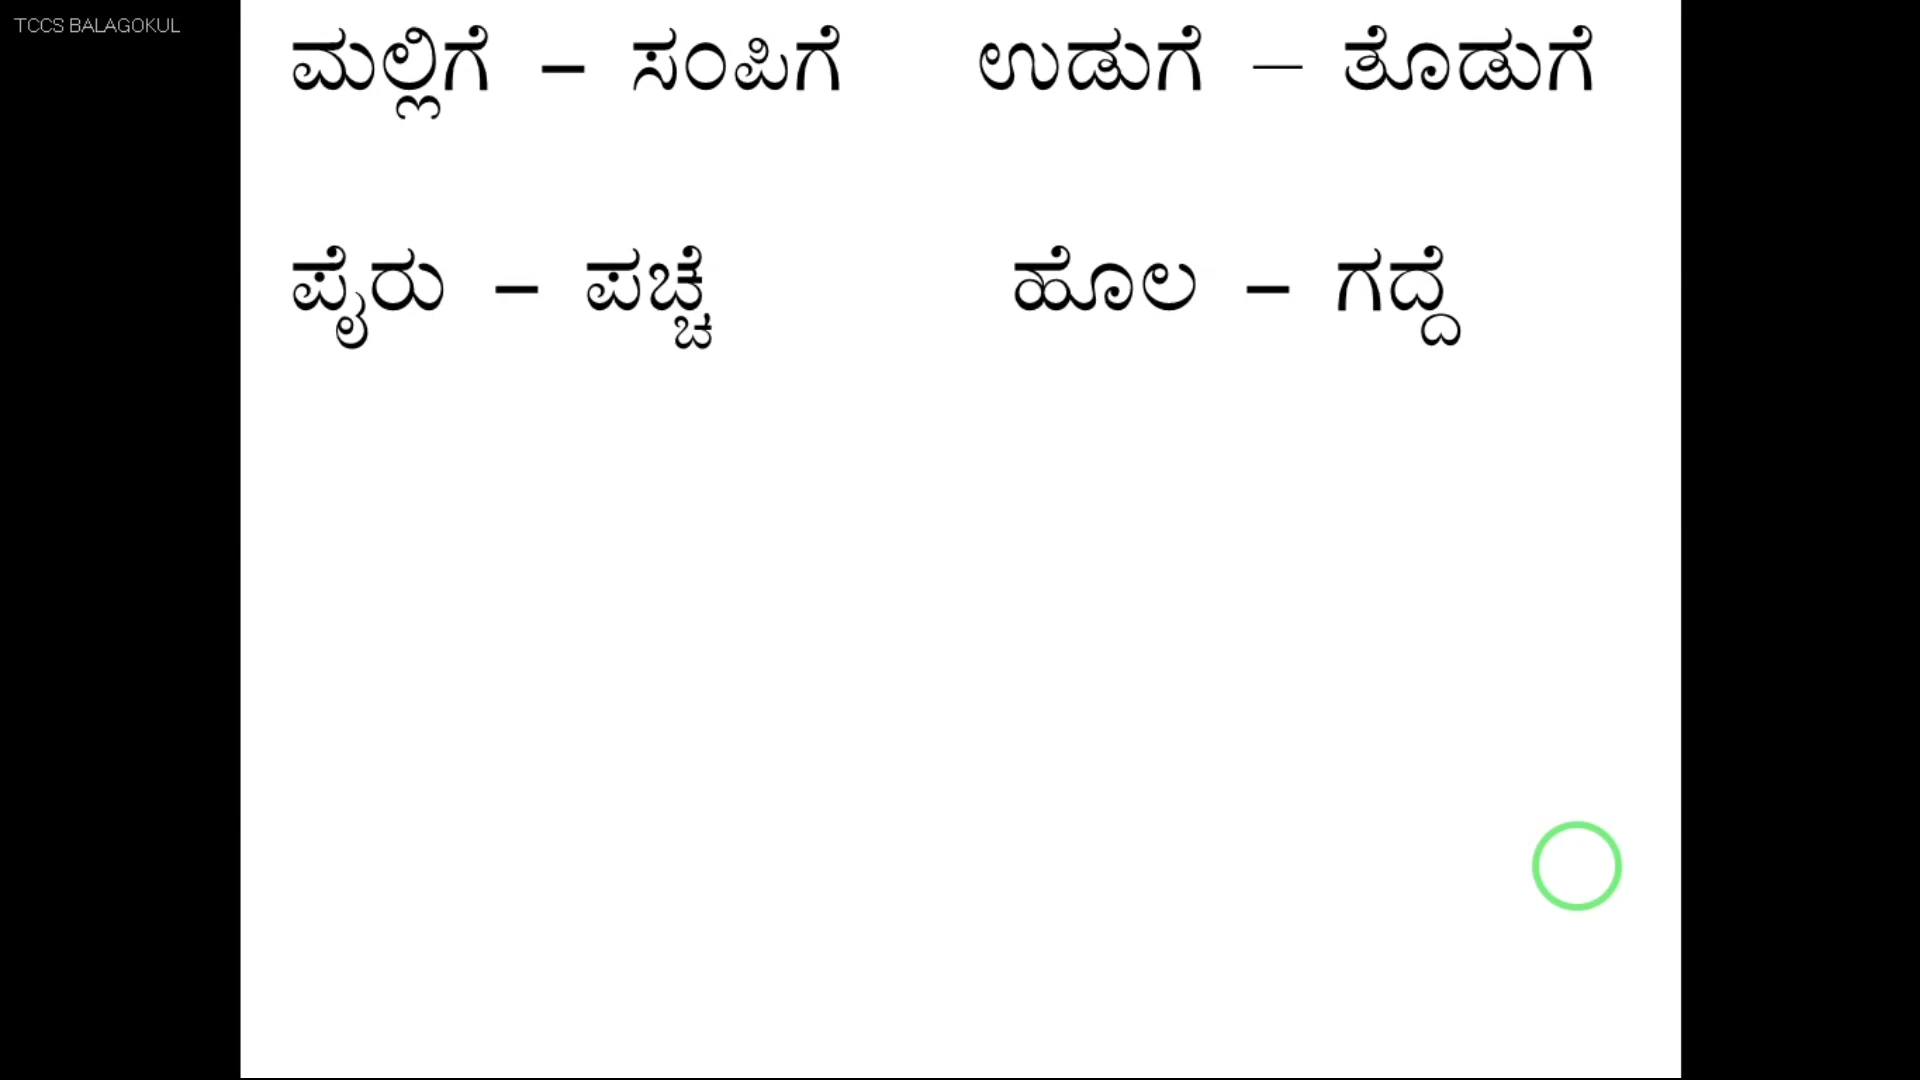 TCCS BALAGOKUL
ಮಲ್ಲಿಗೆ – ಸಂಪಿಗೆ ಉಡುಗೆ – ತೊಡುಗೆ
ಪೈರು – ಪಚ್ಚೆ ಹೊಲ – ಗದ್ದೆ